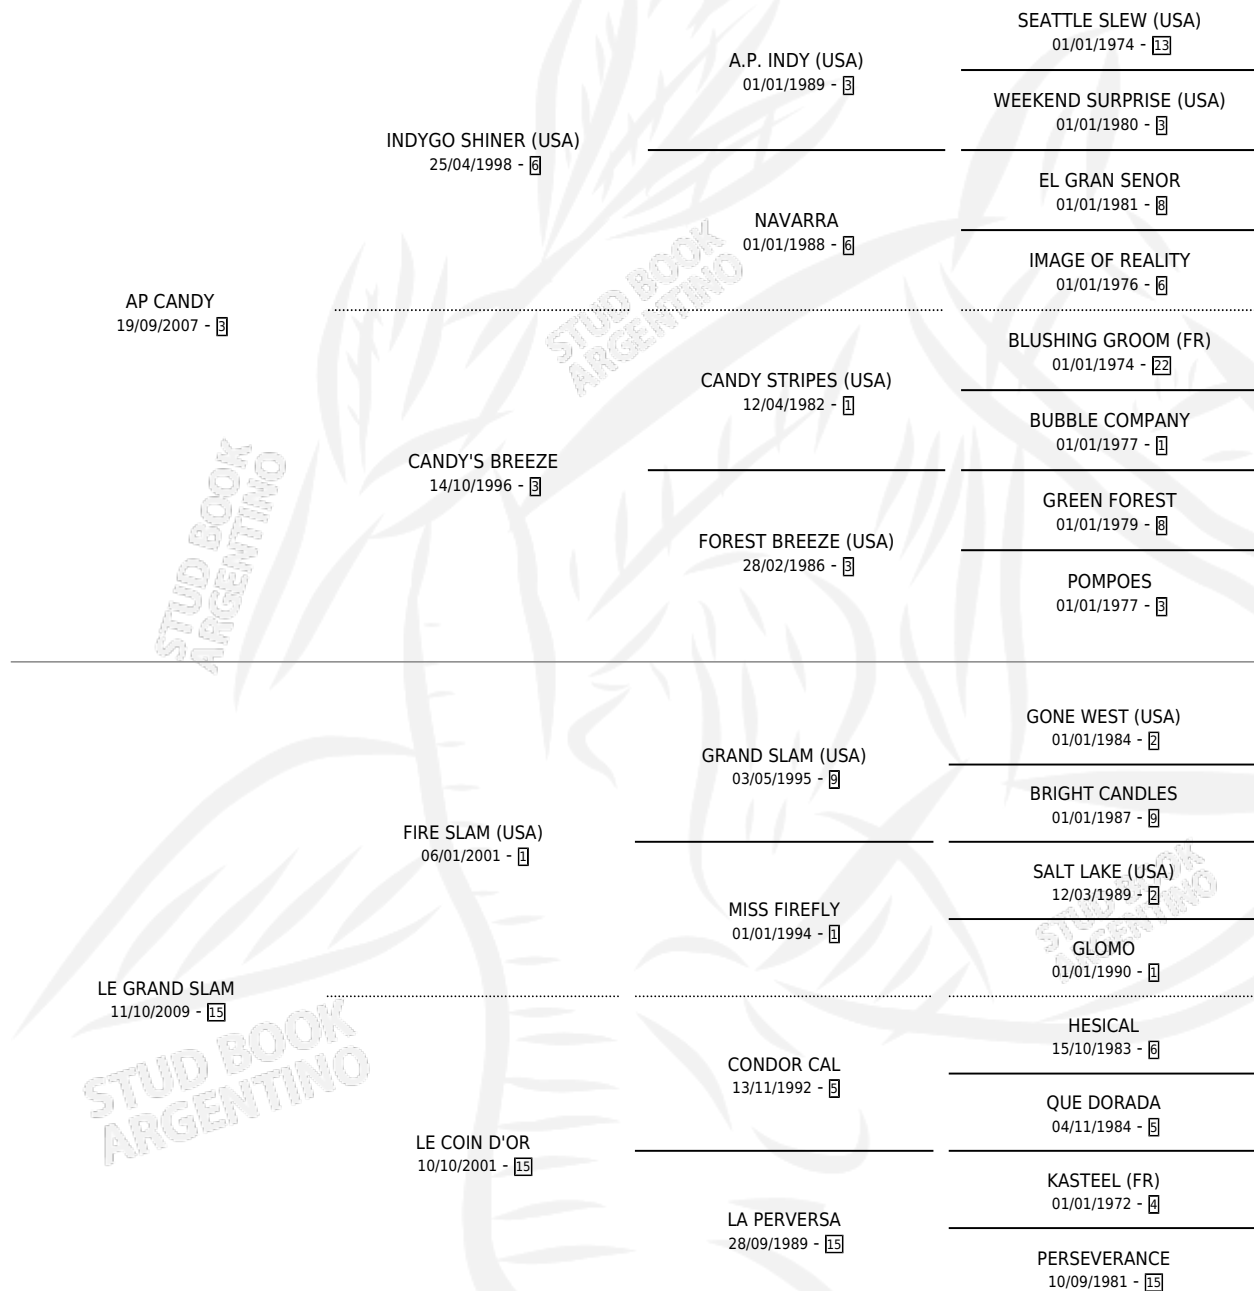 SEATTLE SLEW (USA)
01/01/1974 - 13
A.P. INDY (USA)
01/01/1989 - 3
WEEKEND SURPRISE (USA)
01/01/1980 - 3
INDYGO SHINER (USA)
25/04/1998 - 6
EL GRAN SENOR
01/01/1981 - 8
NAVARRA
01/01/1988 - 6
IMAGE OF REALITY
01/01/1976 - 6
AP CANDY
19/09/2007 - 3
BLUSHING GROOM (FR)
01/01/1974 - 22
CANDY STRIPES (USA)
12/04/1982 - 1
BUBBLE COMPANY
01/01/1977 - 1
CANDY'S BREEZE
14/10/1996 - 3
GREEN FOREST
01/01/1979 - 8
FOREST BREEZE (USA)
28/02/1986 - 3
POMPOES
01/01/1977 - 3
GONE WEST (USA)
01/01/1984 - 2
GRAND SLAM (USA)
03/05/1995 - 9
BRIGHT CANDLES
01/01/1987 - 9
FIRE SLAM (USA)
06/01/2001 - 1
SALT LAKE (USA)
12/03/1989 - 2
MISS FIREFLY
01/01/1994 - 1
GLOMO
01/01/1990 - 1
LE GRAND SLAM
11/10/2009 - 15
HESICAL
15/10/1983 - 6
CONDOR CAL
13/11/1992 - 5
QUE DORADA
04/11/1984 - 5
LE COIN D'OR
10/10/2001 - 15
KASTEEL (FR)
01/01/1972 - 4
LA PERVERSA
28/09/1989 - 15
PERSEVERANCE
10/09/1981 - 15
STUD BOOK
ARGENTINO
STUD BOOK
ARGENTINO
STUD BOOK
ARGENTINO
STUD BOOK
ARGENTINO